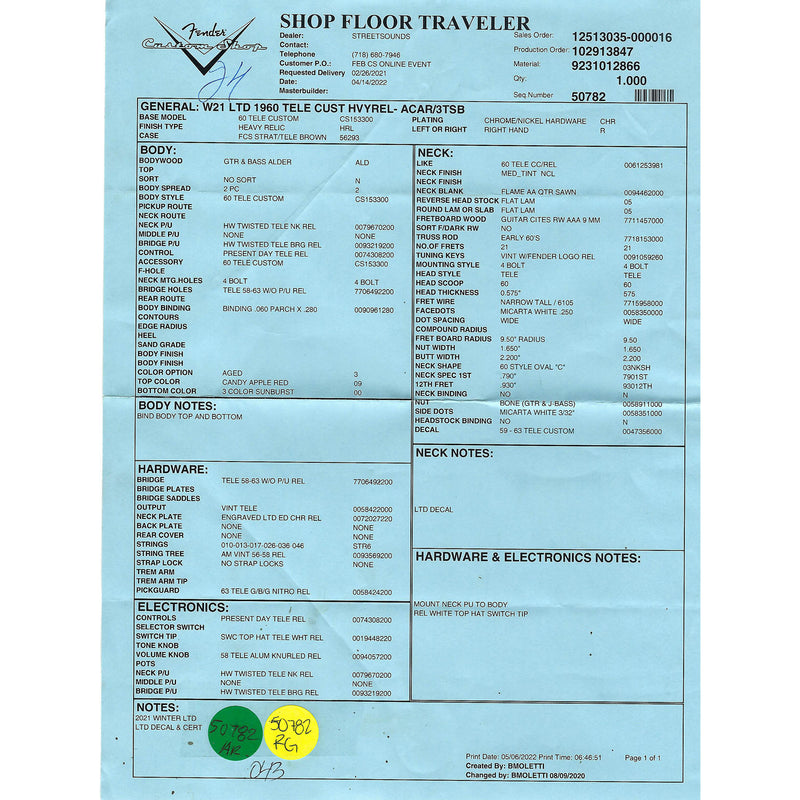 Fender
Custom Shop
24
SHOP FLOOR TRAVELER
Dealer: STREETSOUNDS
Contact:
Telephone (718) 680-7946
Customer P.O.: FEB CS ONLINE EVENT
Requested Delivery 02/26/2021
Date: 04/14/2022
Masterbuilder:
Sales Order: 12513035-000016
Production Order: 102913847
Material: 9231012866
Qty: 1.000
Seq Number 50782
GENERAL: W21 LTD 1960 TELE CUST HVYREL- ACAR/3TSB
BASE MODEL 60 TELE CUSTOM CS153300 PLATING CHROME/NICKEL HARDWARE CHR
FINISH TYPE HEAVY RELIC HRL LEFT OR RIGHT RIGHT HAND R
CASE FCS STRAT/TELE BROWN 56293
BODY:
BODYWOOD GTR & BASS ALDER ALD
TOP
SORT NO SORT N
BODY SPREAD 2 PC 2
BODY STYLE 60 TELE CUSTOM CS153300
PICKUP ROUTE
NECK ROUTE
NECK P/U HW TWISTED TELE NK REL 0079670200
MIDDLE P/U NONE NONE
BRIDGE P/U HW TWISTED TELE BRG REL 0093219200
CONTROL PRESENT DAY TELE REL 0074308200
ACCESSORY 60 TELE CUSTOM CS153300
F-HOLE
NECK MTG.HOLES 4 BOLT 4 BOLT
BRIDGE HOLES TELE 58-63 W/O P/U REL 7706492200
REAR ROUTE
BODY BINDING BINDING .060 PARCH X .280 0090961280
CONTOURS
EDGE RADIUS
HEEL
SAND GRADE
BODY FINISH
BODY FINISH
COLOR OPTION AGED 3
TOP COLOR CANDY APPLE RED 09
BOTTOM COLOR 3 COLOR SUNBURST 00
BODY NOTES:
BIND BODY TOP AND BOTTOM
HARDWARE:
BRIDGE TELE 58-63 W/O P/U REL 7706492200
BRIDGE PLATES
BRIDGE SADDLES
OUTPUT VINT TELE 0058422000
NECK PLATE ENGRAVED LTD ED CHR REL 0072027220
BACK PLATE NONE NONE
REAR COVER NONE NONE
STRINGS 010-013-017-026-036 046 STR6
STRING TREE AM VINT 56-58 REL 0093569200
STRAP LOCK NO STRAP LOCKS NONE
TREM ARM
TREM ARM TIP
PICKGUARD 63 TELE G/B/G NITRO REL 0058424200
ELECTRONICS:
CONTROLS PRESENT DAY TELE REL 0074308200
SELECTOR SWITCH
SWITCH TIP SWC TOP HAT TELE WHT REL 0019448220
TONE KNOB
VOLUME KNOB 58 TELE ALUM KNURLED REL 0094057200
POTS
NECK P/U HW TWISTED TELE NK REL 0079670200
MIDDLE P/U NONE NONE
BRIDGE P/U HW TWISTED TELE BRG REL 0093219200
NECK:
LIKE 60 TELE CC/REL 0061253981
NECK FINISH MED_TINT NCL
NECK FINISH
NECK BLANK FLAME AA QTR SAWN 0094462000
REVERSE HEAD STOCK FLAT LAM 05
ROUND LAM OR SLAB FLAT LAM 05
FRETBOARD WOOD GUITAR CITES RW AAA 9 MM 7711457000
SORT F/DARK RW NO
TRUSS ROD EARLY 60'S 7718153000
NO.OF FRETS 21 21
TUNING KEYS VINT W/FENDER LOGO REL 0091059260
MOUNTING STYLE 4 BOLT 4 BOLT
HEAD STYLE TELE TELE
HEAD SCOOP 60 60
HEAD THICKNESS 0.575" 575
FRET WIRE NARROW TALL / 6105 7715958000
FACEDOTS MICARTA WHITE .250 0058350000
DOT SPACING WIDE WIDE
COMPOUND RADIUS
FRET BOARD RADIUS 9.50" RADIUS 9.50
NUT WIDTH 1.650" 1.650
BUTT WIDTH 2.200" 2.200
NECK SHAPE 60 STYLE OVAL "C" 03NKSH
NECK SPEC 1ST .790" 7901ST
12TH FRET .930" 93012TH
NECK BINDING NO N
NUT BONE (GTR & J-BASS) 0058911000
SIDE DOTS MICARTA WHITE 3/32" 0058351000
HEADSTOCK BINDING NO N
DECAL 59 - 63 TELE CUSTOM 0047356000
NECK NOTES:
LTD DECAL
HARDWARE & ELECTRONICS NOTES:
MOUNT NECK PU TO BODY
REL WHITE TOP HAT SWITCH TIP
NOTES:
2021 WINTER LTD
LTD DECAL & CERT
50782
AR
50782
RG
043
Print Date: 05/06/2022 Print Time: 06:46:51 Page 1 of 1
Created By: BMOLETTI
Changed by: BMOLETTI 08/09/2020